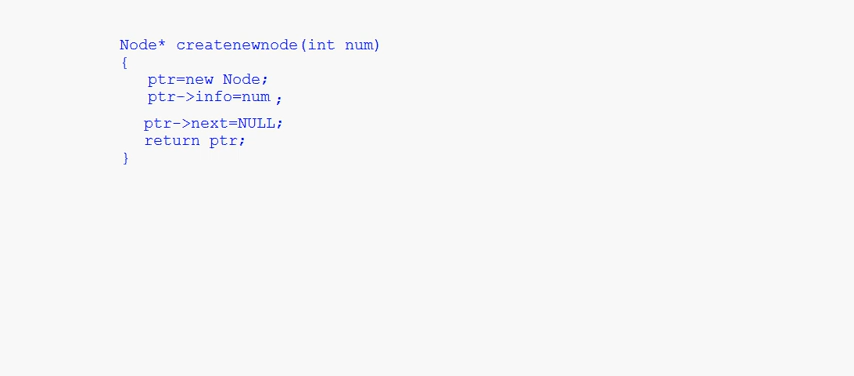 Node* createnewnode(int num)
{
ptr=new Node;
ptr->info=num ;
ptr->next=NULL;
return ptr;
}